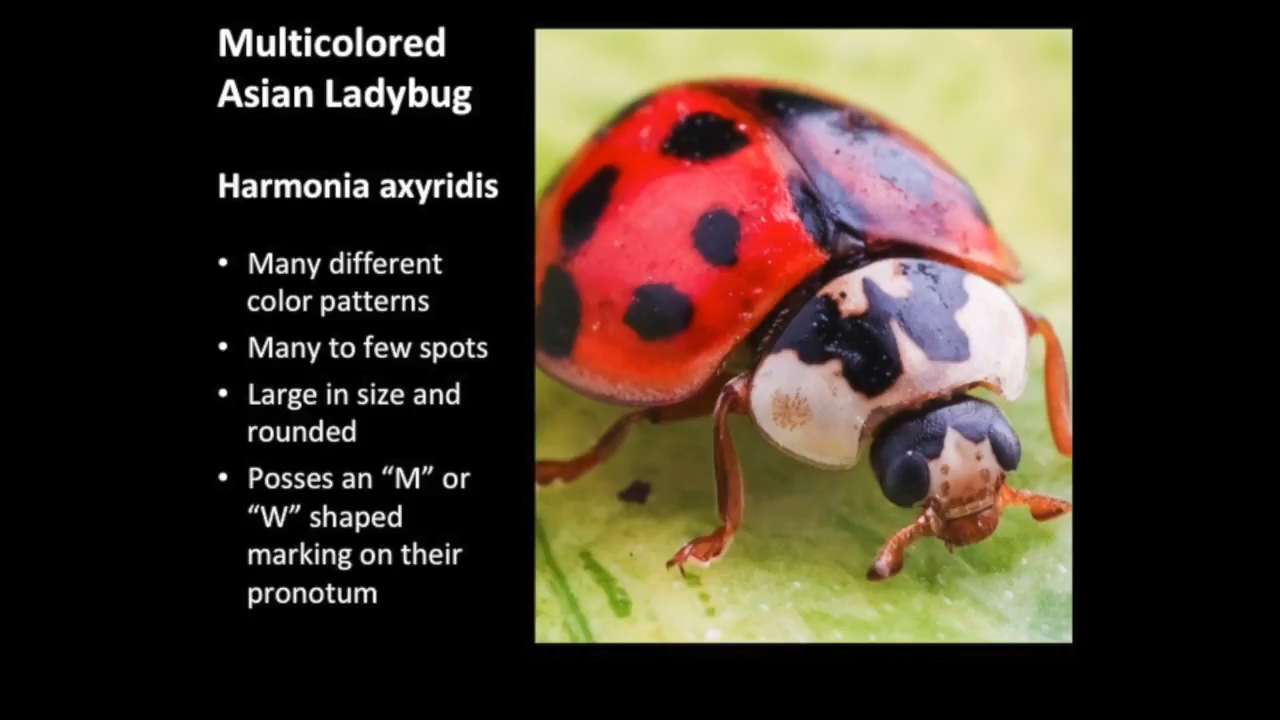 Multicolored
Asian Ladybug
Harmonia axyridis
• Many different
color patterns
• Many to few spots
• Large in size and
rounded
• Posses an “M” or
“W” shaped
marking on their
pronotum